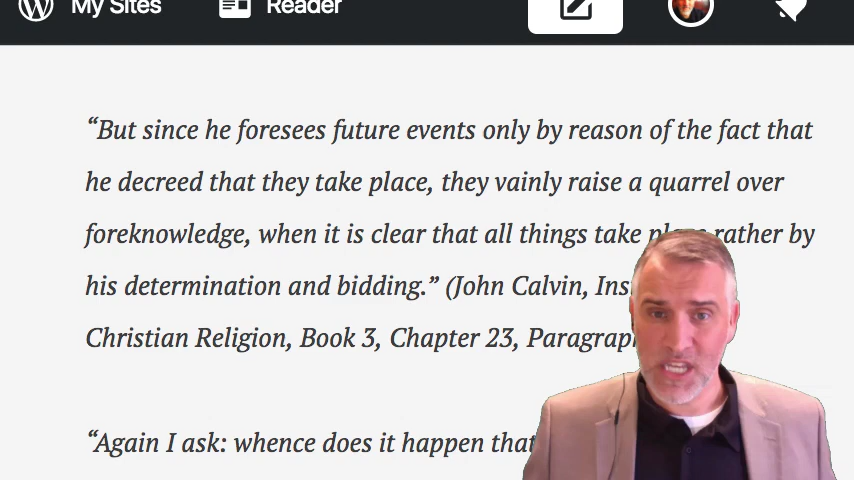 My Sites
Reader
“But since he foresees future events only by reason of the fact that
he decreed that they take place, they vainly raise a quarrel over
foreknowledge, when it is clear that all things take rather by
his determination and bidding.” (John Calvin,
Christian Religion, Book 3, Chapter 23,
“Again I ask: whence does it happen that